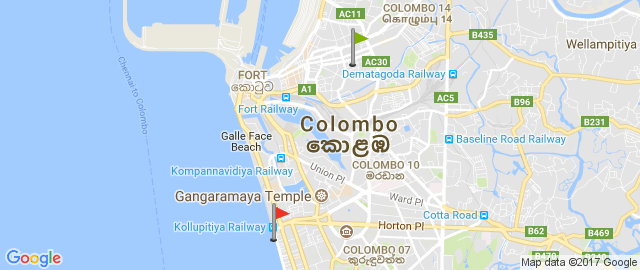 COLOMBO 14
கொழும்பு 14
AC11
B435
Wellampitiya
AC30
Dematagoda Railway
FORT
කොටුව
A1
AC5
B96
Fort Railway
Chennai to Colombo
Colombo
කොළඹ
B231
Galle Face
Beach
Baseline Road Railway
Kompannavidiya Railway
Union Pl
COLOMBO 10
මරදාන
Gangaramaya Temple
Ward Pl
Cotta Road
Kollupitiya Railway
Horton Pl
B62
B469
COLOMBO 07
කුරුඳුවත්ත
Google
Map data ©2017 Google